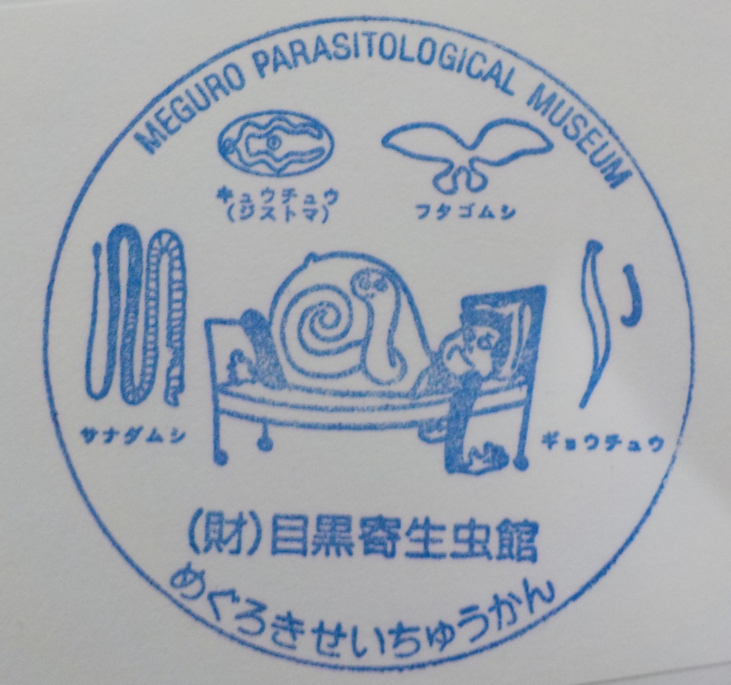 MEGURO PARASITOLOGICAL MUSEUM
キュウチュウ
(ジストマ)
フタゴムシ
サナダムシ
ギョウチュウ
(財)目黒寄生虫館
めぐろきせいちゅうかん